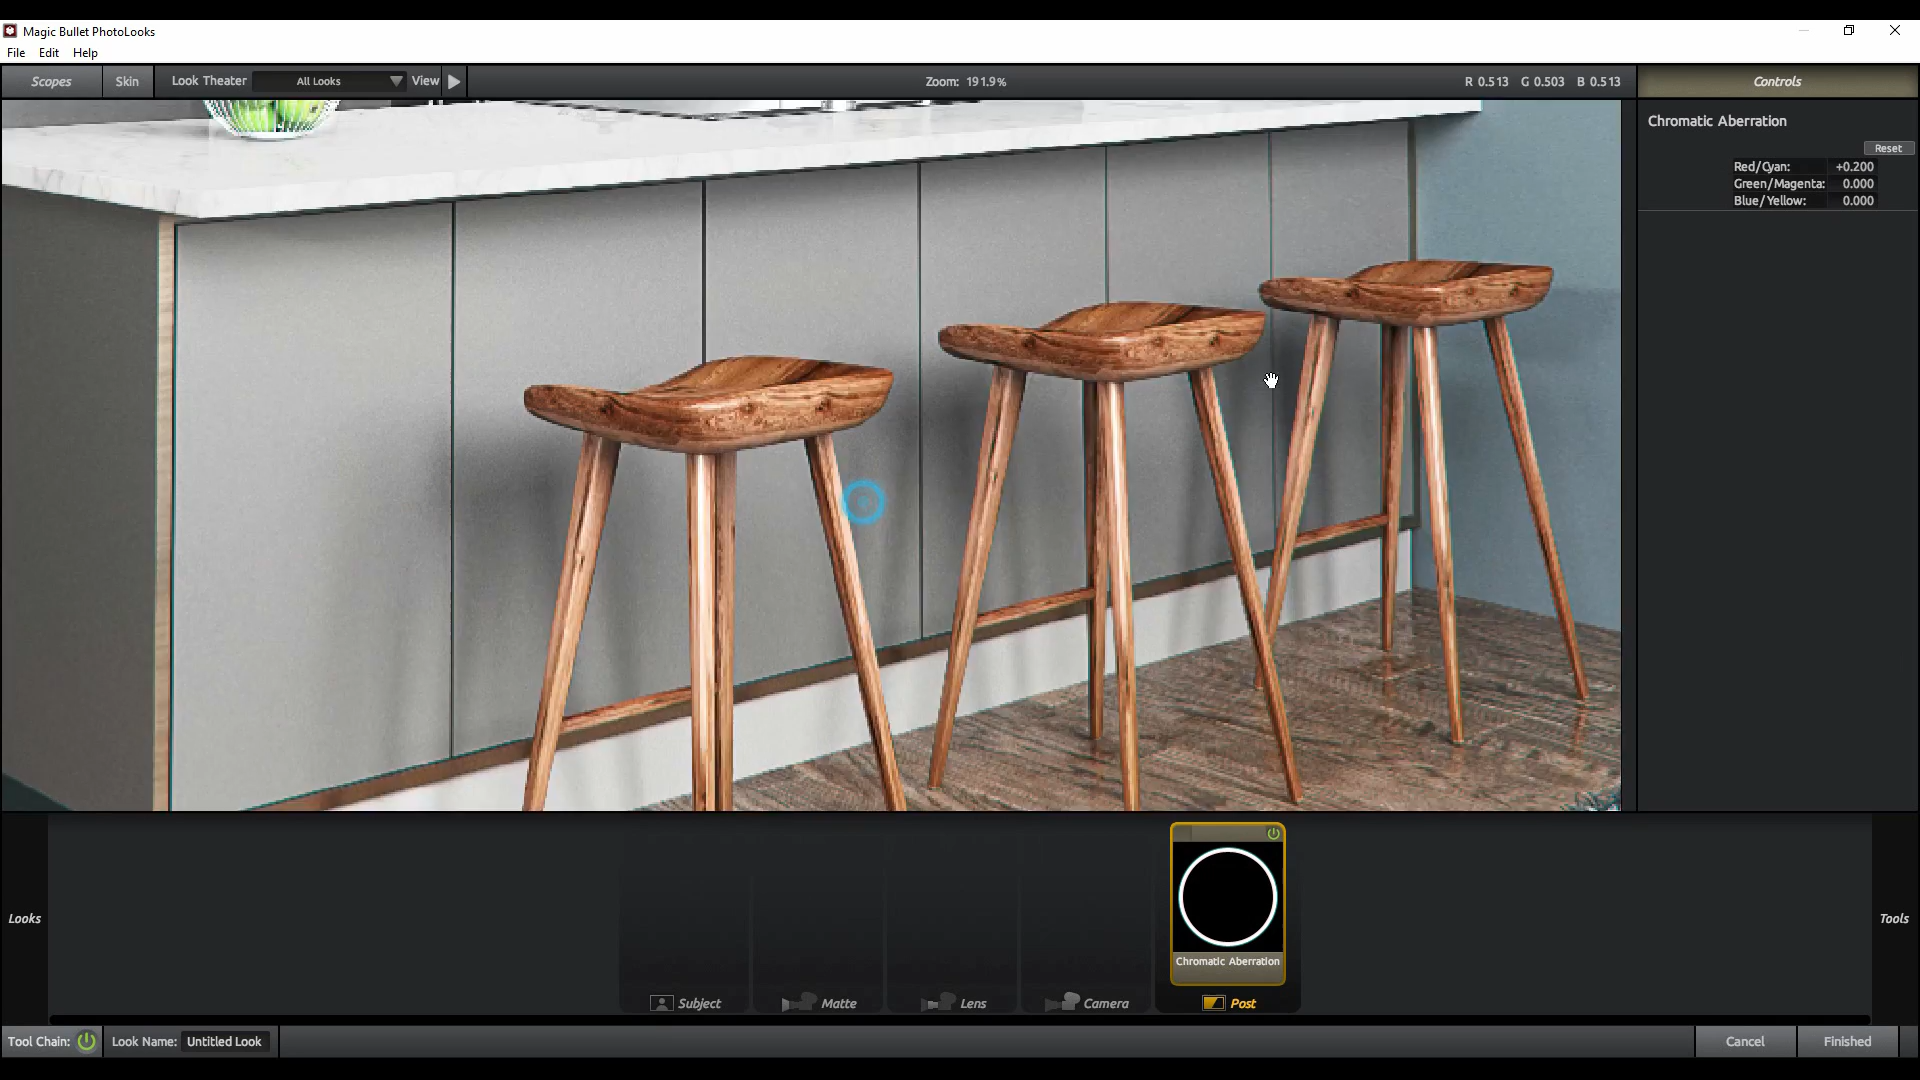 Magic Bullet PhotoLooks
File Edit Help
Scopes Skin Look Theater All Looks View Zoom: 191.9% R 0.513 G 0.503 B 0.513 Controls
Chromatic Aberration
Reset
Red/Cyan: +0.200
Green/Magenta: 0.000
Blue/Yellow: 0.000
Looks Tools
Chromatic Aberration
Subject Matte Lens Camera Post
Tool Chain: Look Name: Untitled Look Cancel Finished